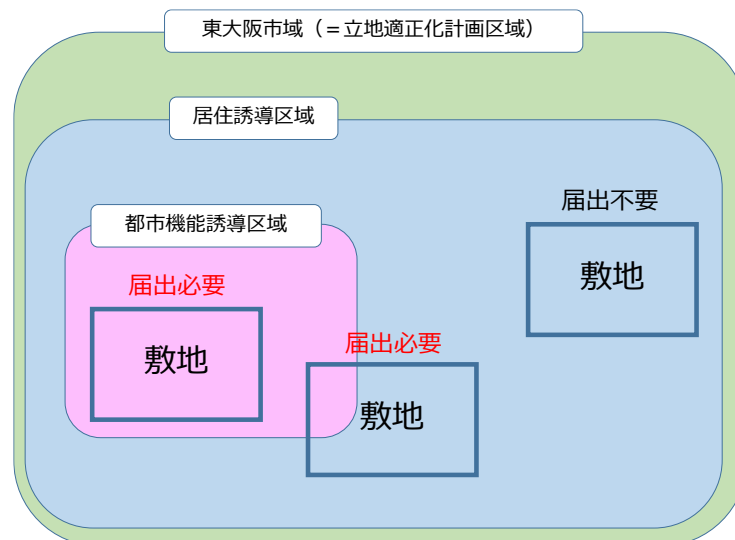 東大阪市域（＝立地適正化計画区域）
居住誘導区域
届出不要
敷地
都市機能誘導区域
届出必要
敷地
届出必要
敷地